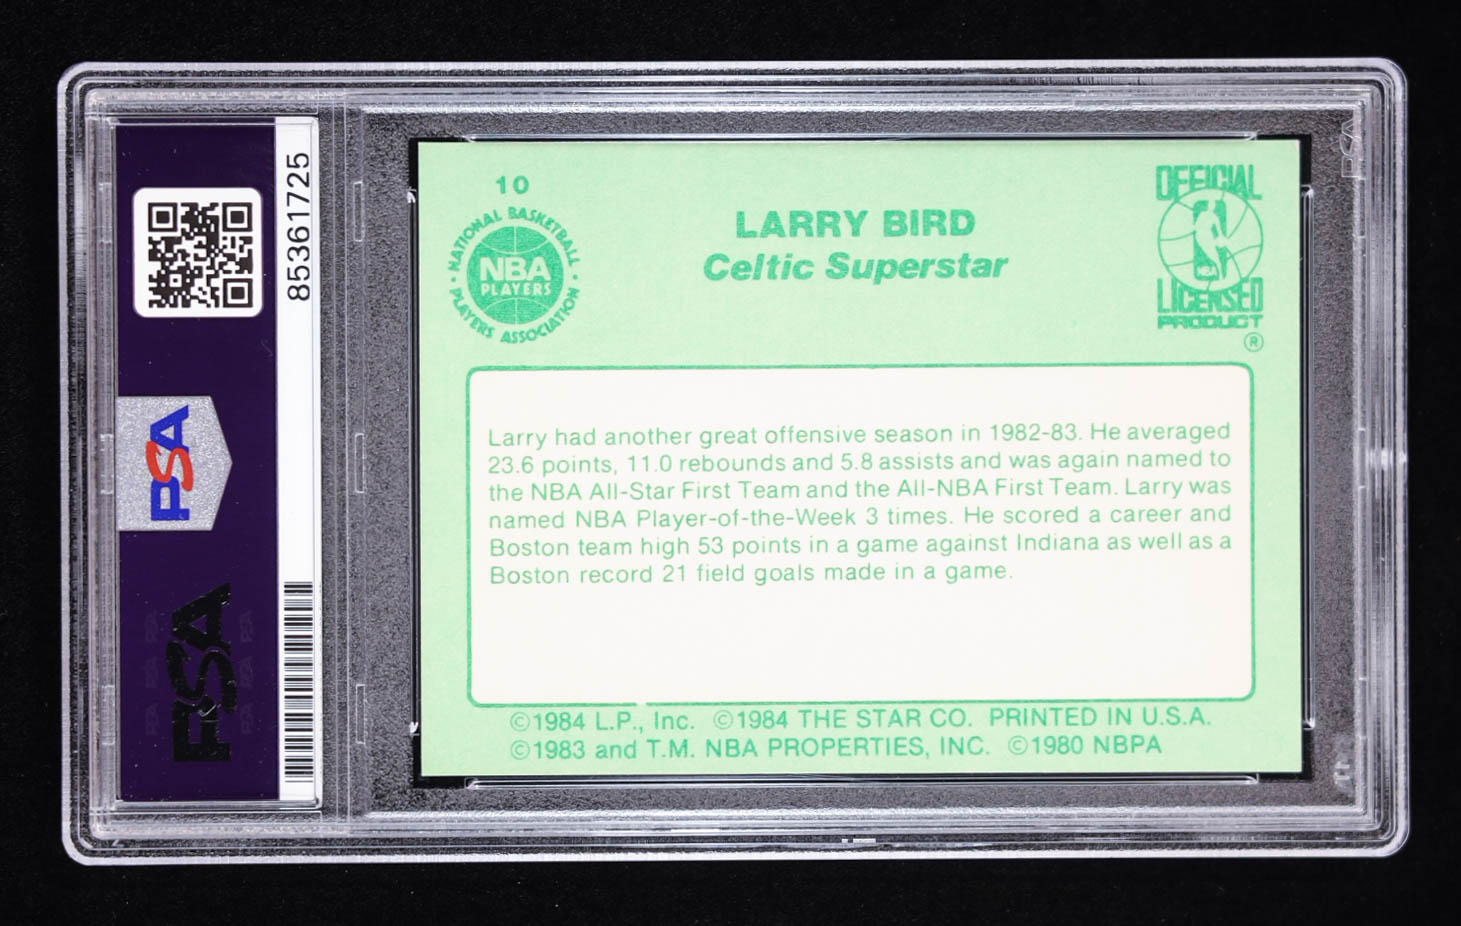 85361725
PSA
PSA
10
NATIONAL BASKETBALL
PLAYERS ASSOCIATION
NBA
PLAYERS
LARRY BIRD
Celtic Superstar
OFFICIAL
NBA
LICENSED
PRODUCT
®
Larry had another great offensive season in 1982-83. He averaged
23.6 points, 11.0 rebounds and 5.8 assists and was again named to
the NBA All-Star First Team and the All-NBA First Team. Larry was
named NBA Player-of-the-Week 3 times. He scored a career and
Boston team high 53 points in a game against Indiana as well as a
Boston record 21 field goals made in a game.
©1984 L.P., Inc. ©1984 THE STAR CO. PRINTED IN U.S.A.
©1983 and T.M. NBA PROPERTIES, INC. ©1980 NBPA